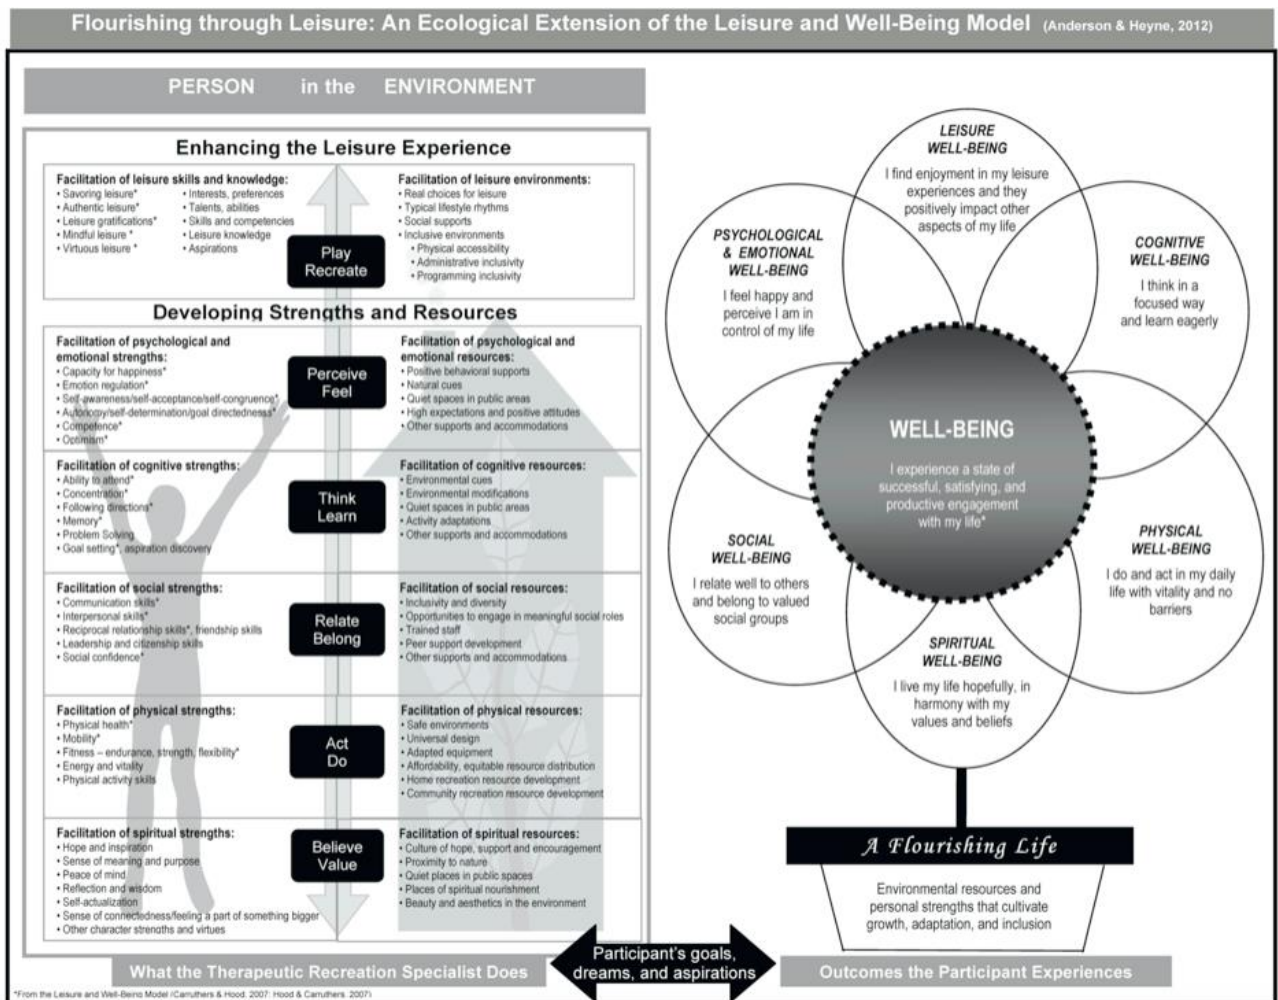 Flourishing through Leisure: An Ecological Extension of the Leisure and Well-Being Model (Anderson & Heyne, 2012)
PERSON in the ENVIRONMENT
Enhancing the Leisure Experience
Facilitation of leisure skills and knowledge:
• Savoring leisure*
• Authentic leisure*
• Leisure gratifications*
• Mindful leisure *
• Virtuous leisure *
• Interests, preferences
• Talents, abilities
• Skills and competencies
• Leisure knowledge
• Aspirations
Play
Recreate
Facilitation of leisure environments:
• Real choices for leisure
• Typical lifestyle rhythms
• Social supports
• Inclusive environments
• Physical accessibility
• Administrative inclusivity
• Programming inclusivity
Developing Strengths and Resources
Facilitation of psychological and
emotional strengths:
• Capacity for happiness*
• Emotion regulation*
• Self-awareness/self-acceptance/self-congruence*
• Autonomy/self-determination/goal directedness*
• Competence*
• Optimism*
Perceive
Feel
Facilitation of psychological and
emotional resources:
• Positive behavioral supports
• Natural cues
• Quiet spaces in public areas
• High expectations and positive attitudes
• Other supports and accommodations
Facilitation of cognitive strengths:
• Ability to attend*
• Concentration*
• Following directions*
• Memory*
• Problem Solving
• Goal setting*, aspiration discovery
Think
Learn
Facilitation of cognitive resources:
• Environmental cues
• Environmental modifications
• Quiet spaces in public areas
• Activity adaptations
• Other supports and accommodations
Facilitation of social strengths:
• Communication skills*
• Interpersonal skills*
• Reciprocal relationship skills*, friendship skills
• Leadership and citizenship skills
• Social confidence*
Relate
Belong
Facilitation of social resources:
• Inclusivity and diversity
• Opportunities to engage in meaningful social roles
• Trained staff
• Peer support development
• Other supports and accommodations
Facilitation of physical strengths:
• Physical health*
• Mobility*
• Fitness – endurance, strength, flexibility*
• Energy and vitality
• Physical activity skills
Act
Do
Facilitation of physical resources:
• Safe environments
• Universal design
• Adapted equipment
• Affordability, equitable resource distribution
• Home recreation resource development
• Community recreation resource development
Facilitation of spiritual strengths:
• Hope and inspiration
• Sense of meaning and purpose
• Peace of mind
• Reflection and wisdom
• Self-actualization
• Sense of connectedness/feeling a part of something bigger
• Other character strengths and virtues
Believe
Value
Facilitation of spiritual resources:
• Culture of hope, support and encouragement
• Proximity to nature
• Quiet places in public spaces
• Places of spiritual nourishment
• Beauty and aesthetics in the environment
What the Therapeutic Recreation Specialist Does
Participant's goals,
dreams, and aspirations
Outcomes the Participant Experiences
*From the Leisure and Well-Being Model (Carruthers & Hood, 2007; Hood & Carruthers, 2007)
LEISURE
WELL-BEING
I find enjoyment in my leisure
experiences and they
positively impact other
aspects of my life
PSYCHOLOGICAL
& EMOTIONAL
WELL-BEING
I feel happy and
perceive I am in
control of my life
COGNITIVE
WELL-BEING
I think in a
focused way
and learn eagerly
WELL-BEING
I experience a state of
successful, satisfying, and
productive engagement
with my life*
SOCIAL
WELL-BEING
I relate well to others
and belong to valued
social groups
PHYSICAL
WELL-BEING
I do and act in my daily
life with vitality and no
barriers
SPIRITUAL
WELL-BEING
I live my life hopefully, in
harmony with my
values and beliefs
A Flourishing Life
Environmental resources and
personal strengths that cultivate
growth, adaptation, and inclusion